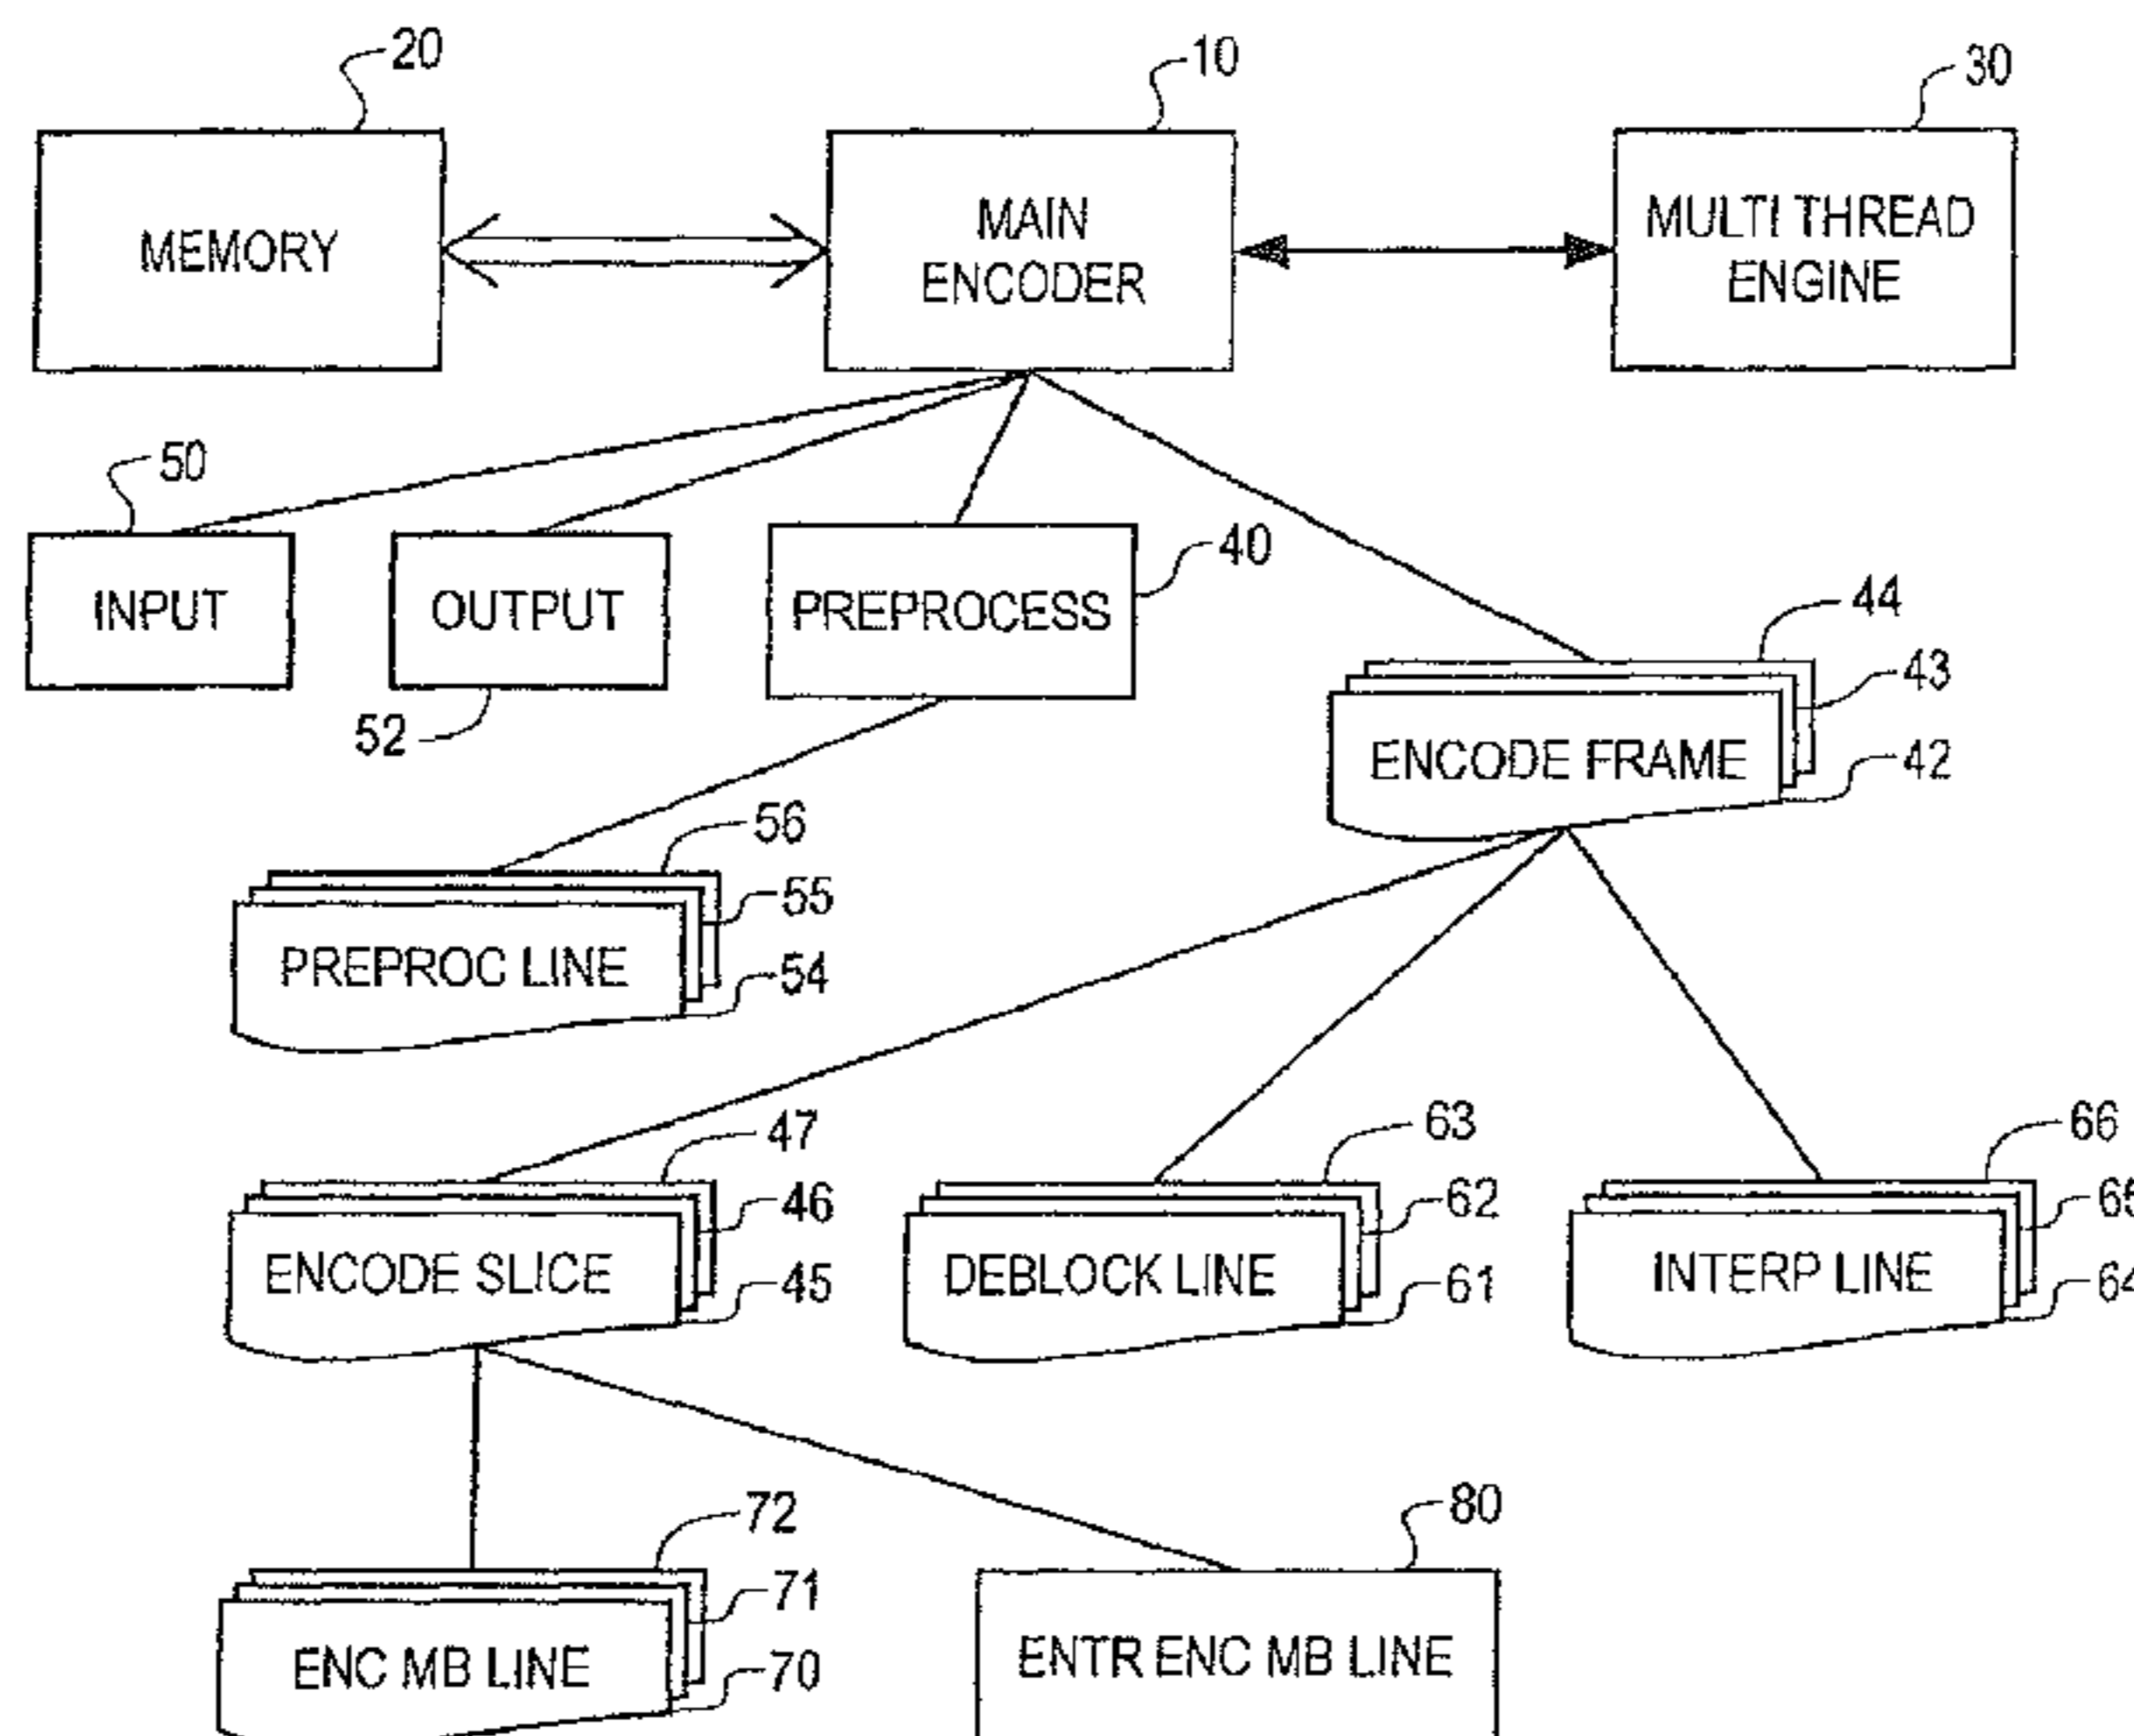 20
10
30
MEMORY
MAIN
ENCODER
MULTI THREAD
ENGINE
50
40
INPUT
OUTPUT
PREPROCESS
52
44
43
ENCODE FRAME
42
56
55
PREPROC LINE
54
47
46
ENCODE SLICE
45
63
62
DEBLOCK LINE
61
66
65
INTERP LINE
64
72
71
ENC MB LINE
70
80
ENTR ENC MB LINE